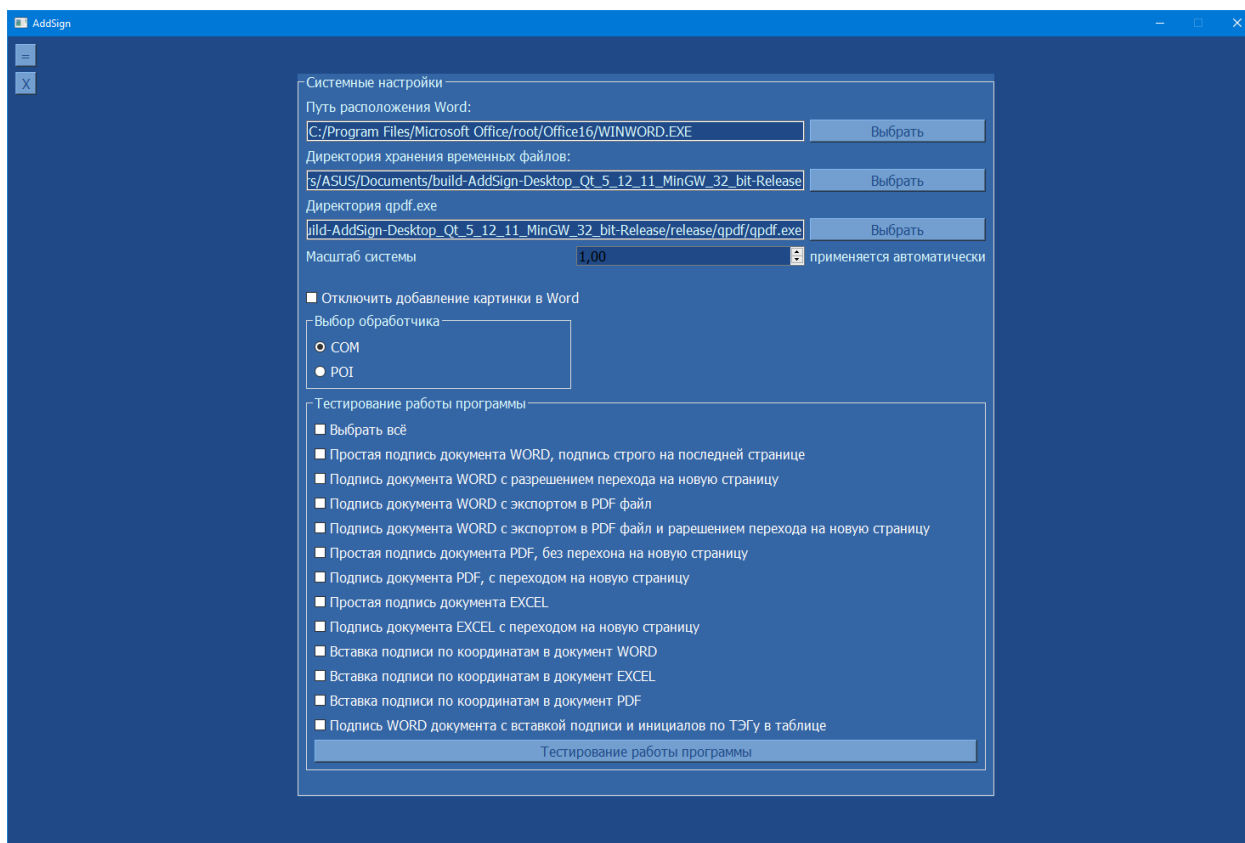 AddSign
=
X
Системные настройки
Путь расположения Word:
C:/Program Files/Microsoft Office/root/Office16/WINWORD.EXE Выбрать
Директория хранения временных файлов:
rs/ASUS/Documents/build-AddSign-Desktop_Qt_5_12_11_MinGW_32_bit-Release Выбрать
Директория qpdf.exe
uild-AddSign-Desktop_Qt_5_12_11_MinGW_32_bit-Release/release/qpdf/qpdf.exe Выбрать
Масштаб системы 1,00 применяется автоматически
Отключить добавление картинки в Word
Выбор обработчика
COM
POI
Тестирование работы программы
Выбрать всё
Простая подпись документа WORD, подпись строго на последней странице
Подпись документа WORD с разрешением перехода на новую страницу
Подпись документа WORD с экспортом в PDF файл
Подпись документа WORD с экспортом в PDF файл и рарешением перехода на новую страницу
Простая подпись документа PDF, без перехона на новую страницу
Подпись документа PDF, с переходом на новую страницу
Простая подпись документа EXCEL
Подпись документа EXCEL с переходом на новую страницу
Вставка подписи по координатам в документ WORD
Вставка подписи по координатам в документ EXCEL
Вставка подписи по координатам в документ PDF
Подпись WORD документа с вставкой подписи и инициалов по ТЭГу в таблице
Тестирование работы программы